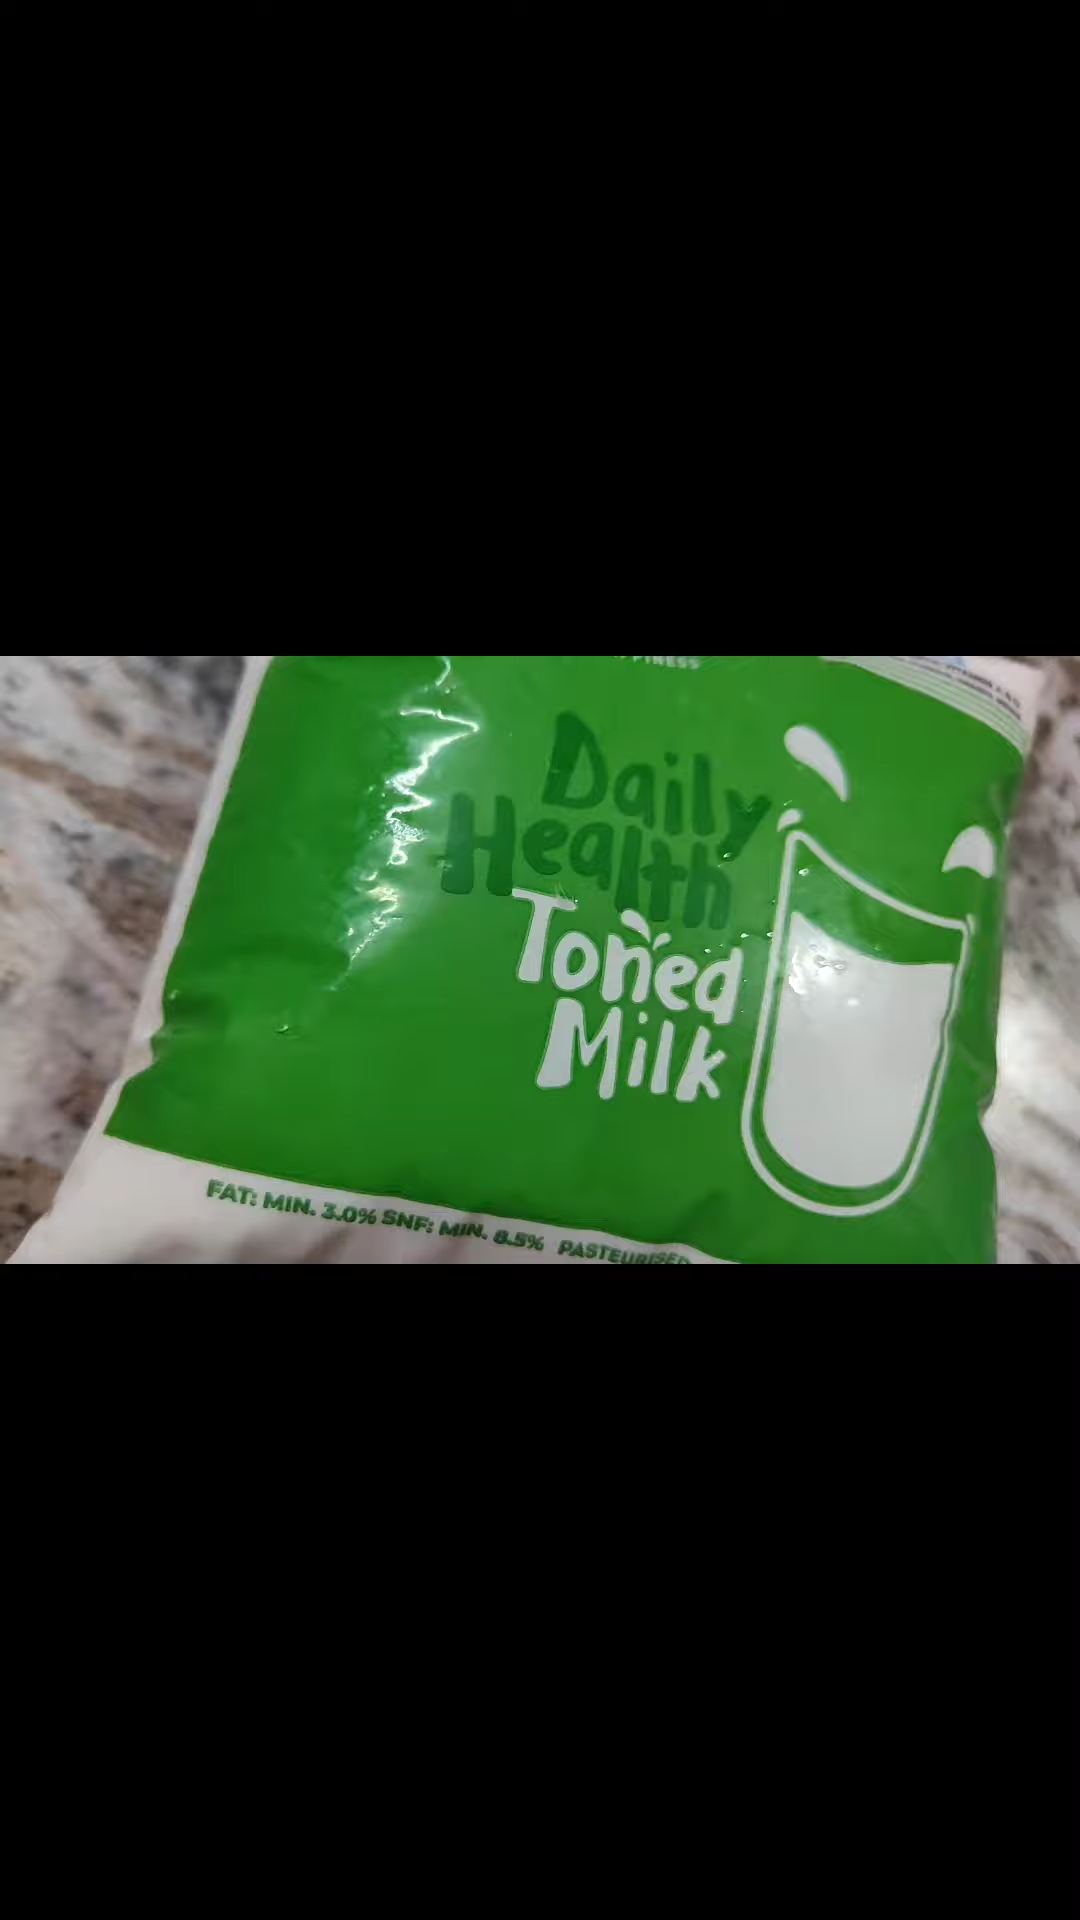 Daily
Health
Toned
Milk
FAT: MIN. 3.0% SNF: MIN. 8.5% PASTEURISED